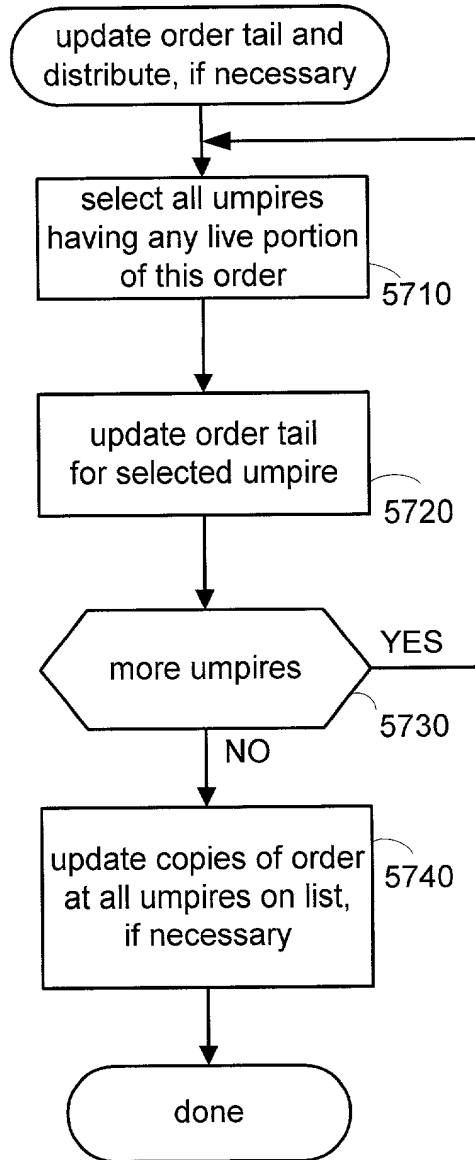 update order tail and
distribute, if necessary
select all umpires
having any live portion
of this order
5710
update order tail
for selected umpire
5720
more umpires
YES
5730
NO
update copies of order
at all umpires on list,
if necessary
5740
done